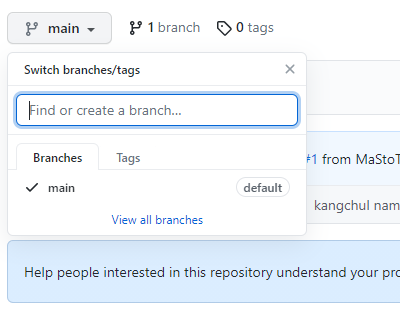 main
1 branch
0 tags
Switch branches/tags
Find or create a branch...
Branches
Tags
#1 from MaSto
main
default
kangchul nam
View all branches
Help people interested in this repository understand your pro